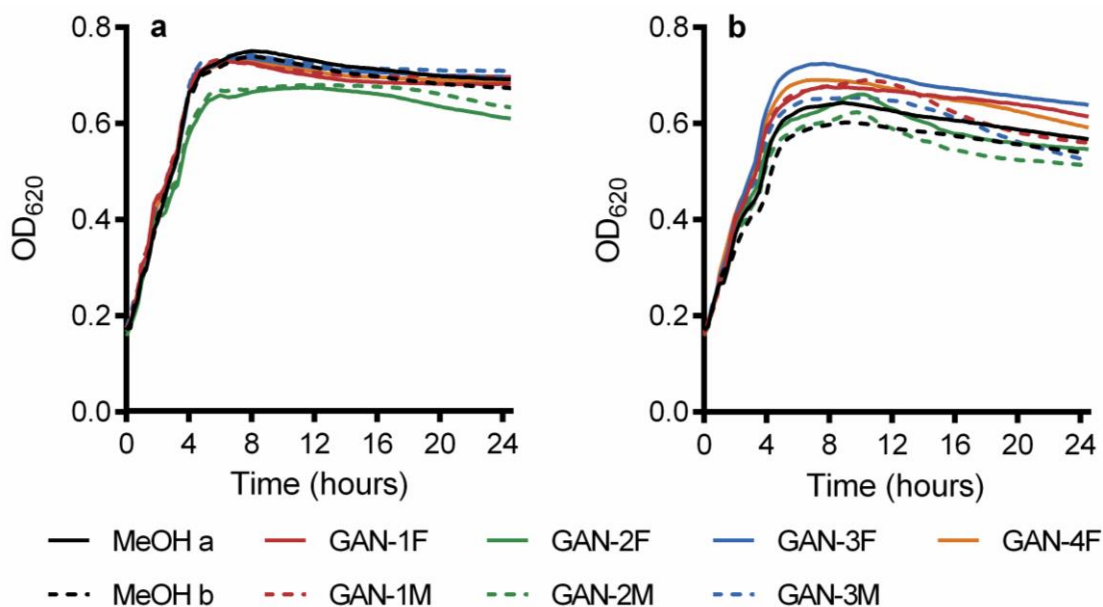 a
b
0.8
0.6
0.4
0.2
0.0
OD620
0 4 8 12 16 20 24
Time (hours)
0.8
0.6
0.4
0.2
0.0
OD620
0 4 8 12 16 20 24
Time (hours)
MeOH a GAN-1F GAN-2F GAN-3F GAN-4F
MeOH b GAN-1M GAN-2M GAN-3M